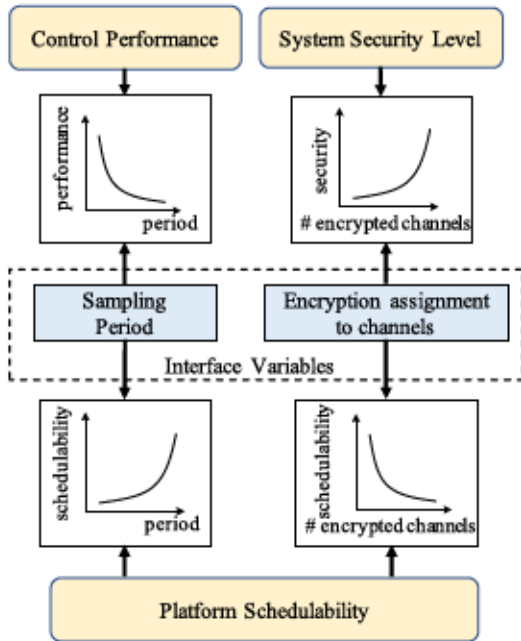 Control Performance
System Security Level
performance
period
security
# encrypted channels
Sampling
Period
Encryption assignment
to channels
Interface Variables
schedulability
period
schedulability
# encrypted channels
Platform Schedulability